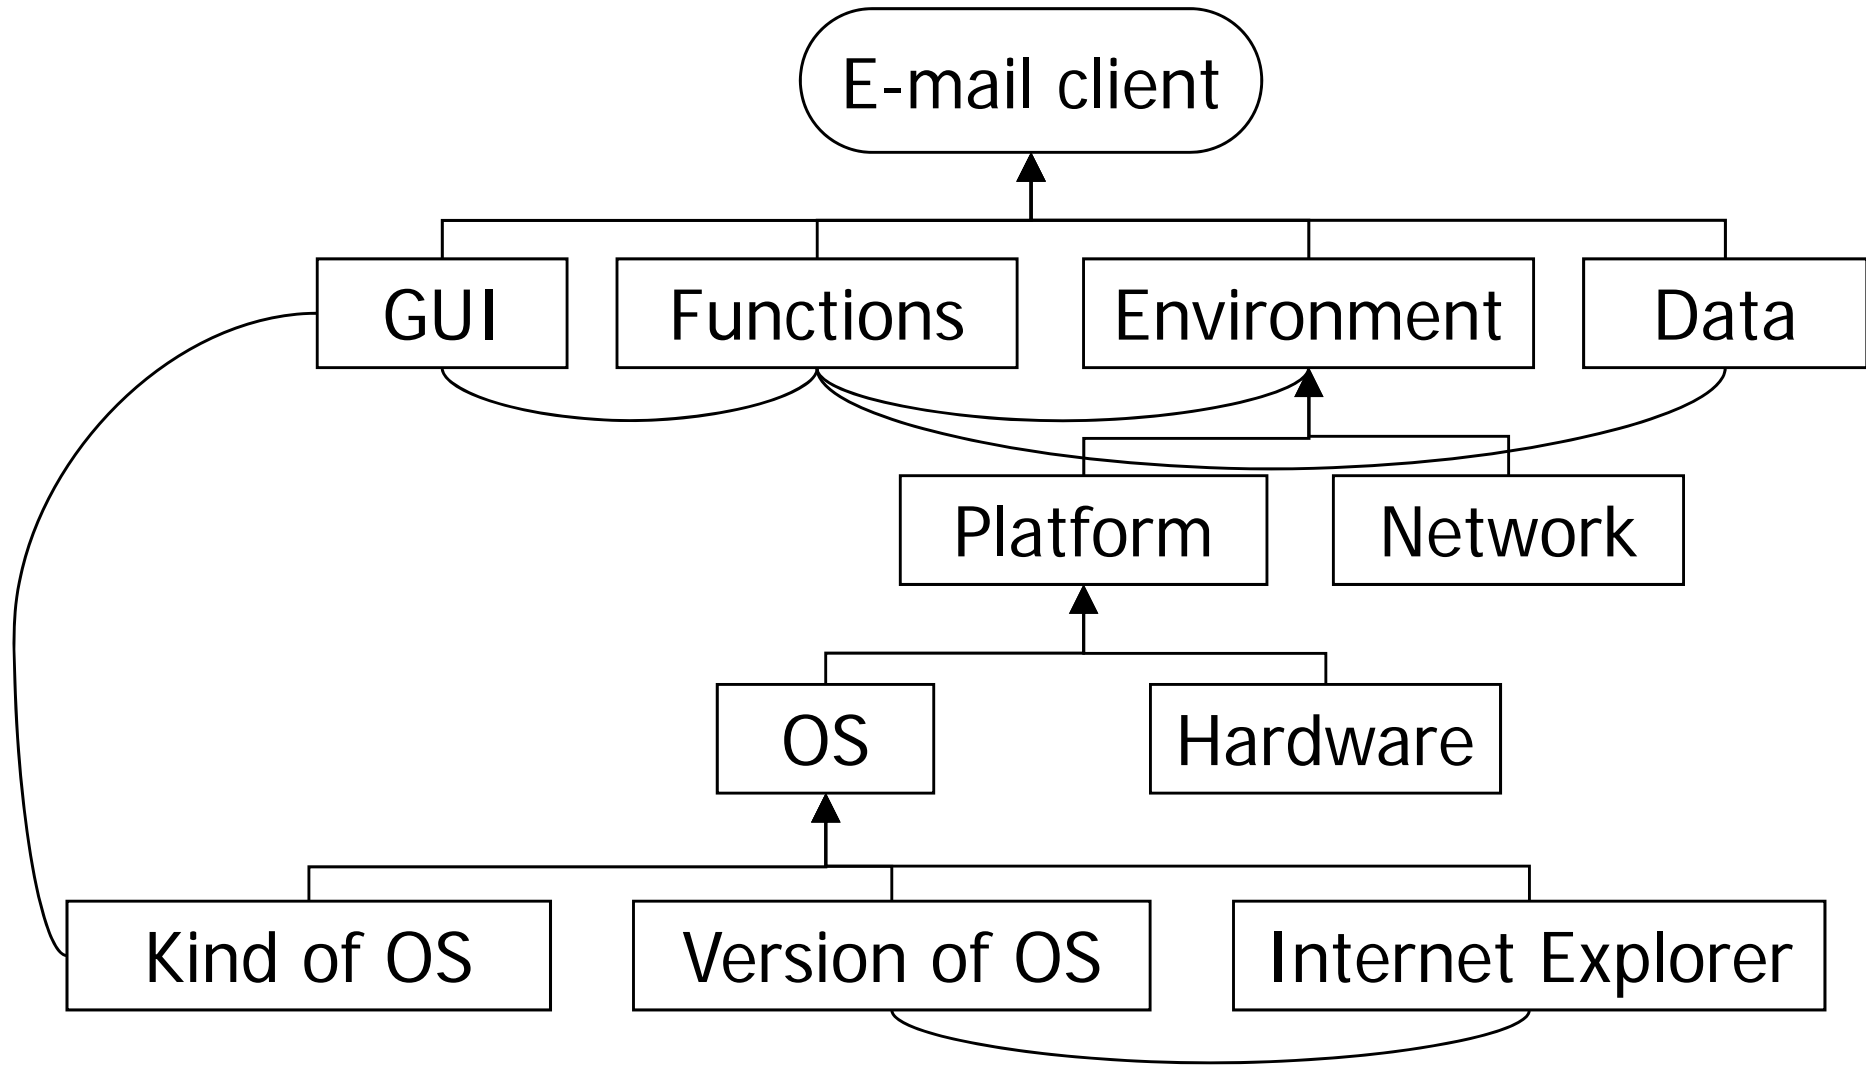 E-mail client
GUI
Functions
Environment
Data
Platform
Network
OS
Hardware
Kind of OS
Version of OS
Internet Explorer